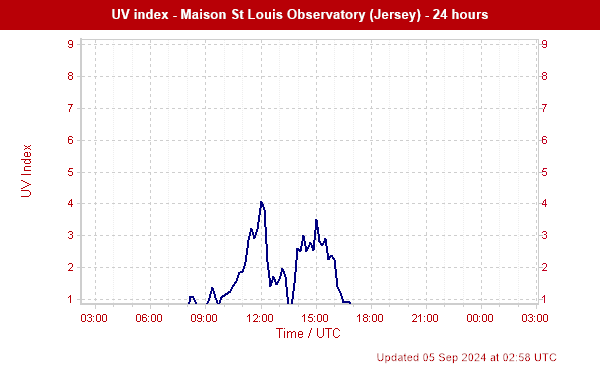 UV index - Maison St Louis Observatory (Jersey) - 24 hours
9 9
8 8
7 7
6 6
5 5
4 4
3 3
2 2
1 1
UV Index
03:00 06:00 09:00 12:00 15:00 18:00 21:00 00:00 03:00
Time / UTC
Updated 05 Sep 2024 at 02:58 UTC